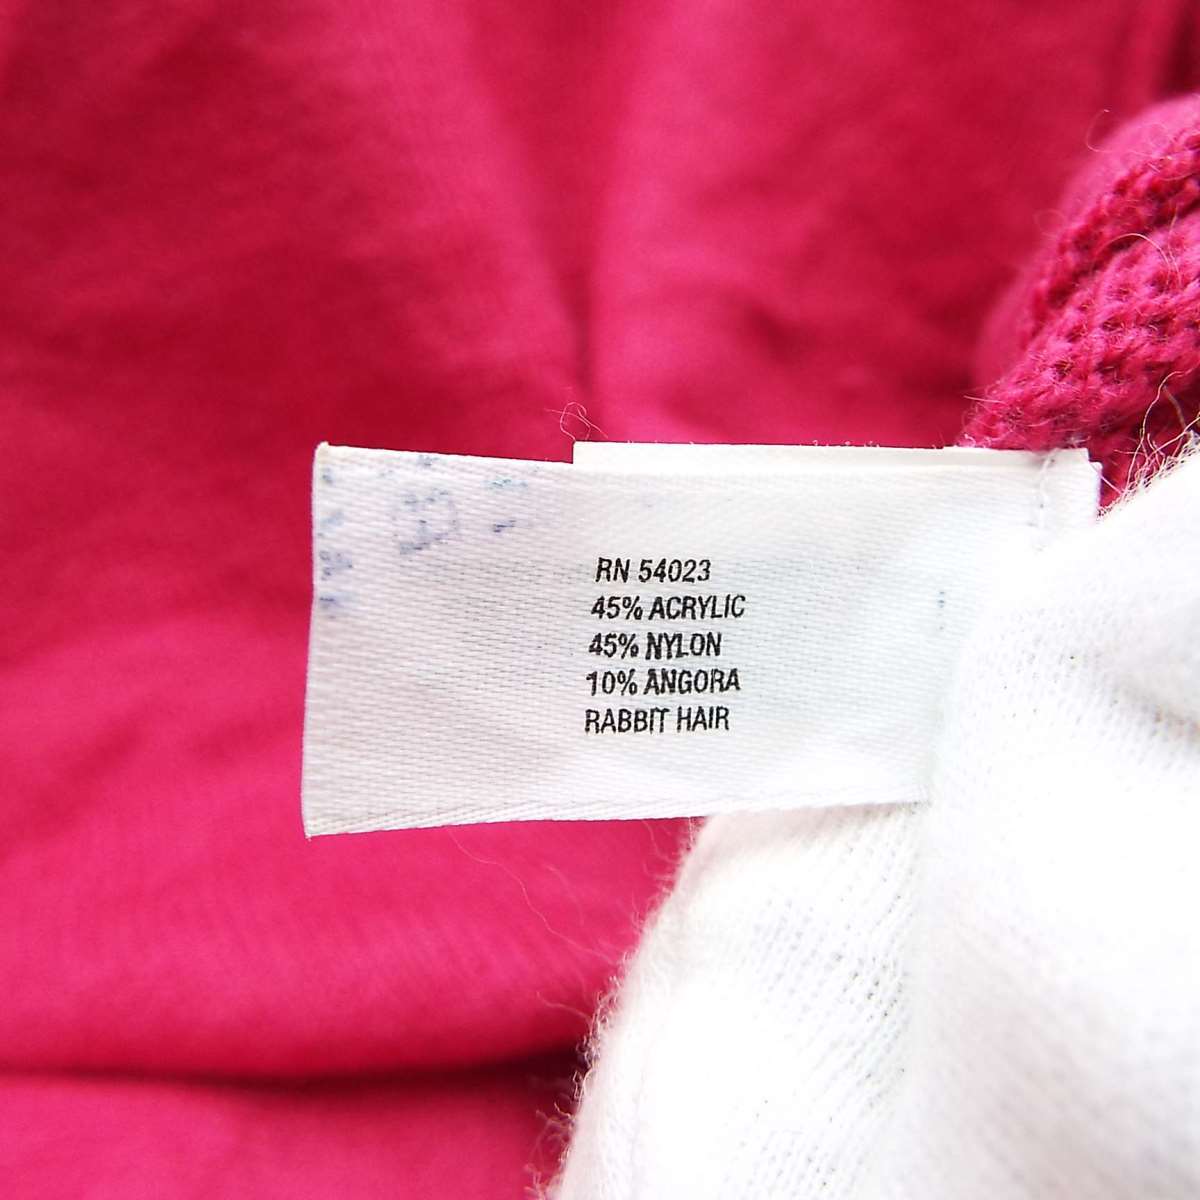 RN 54023
45% ACRYLIC
45% NYLON
10% ANGORA
RABBIT HAIR